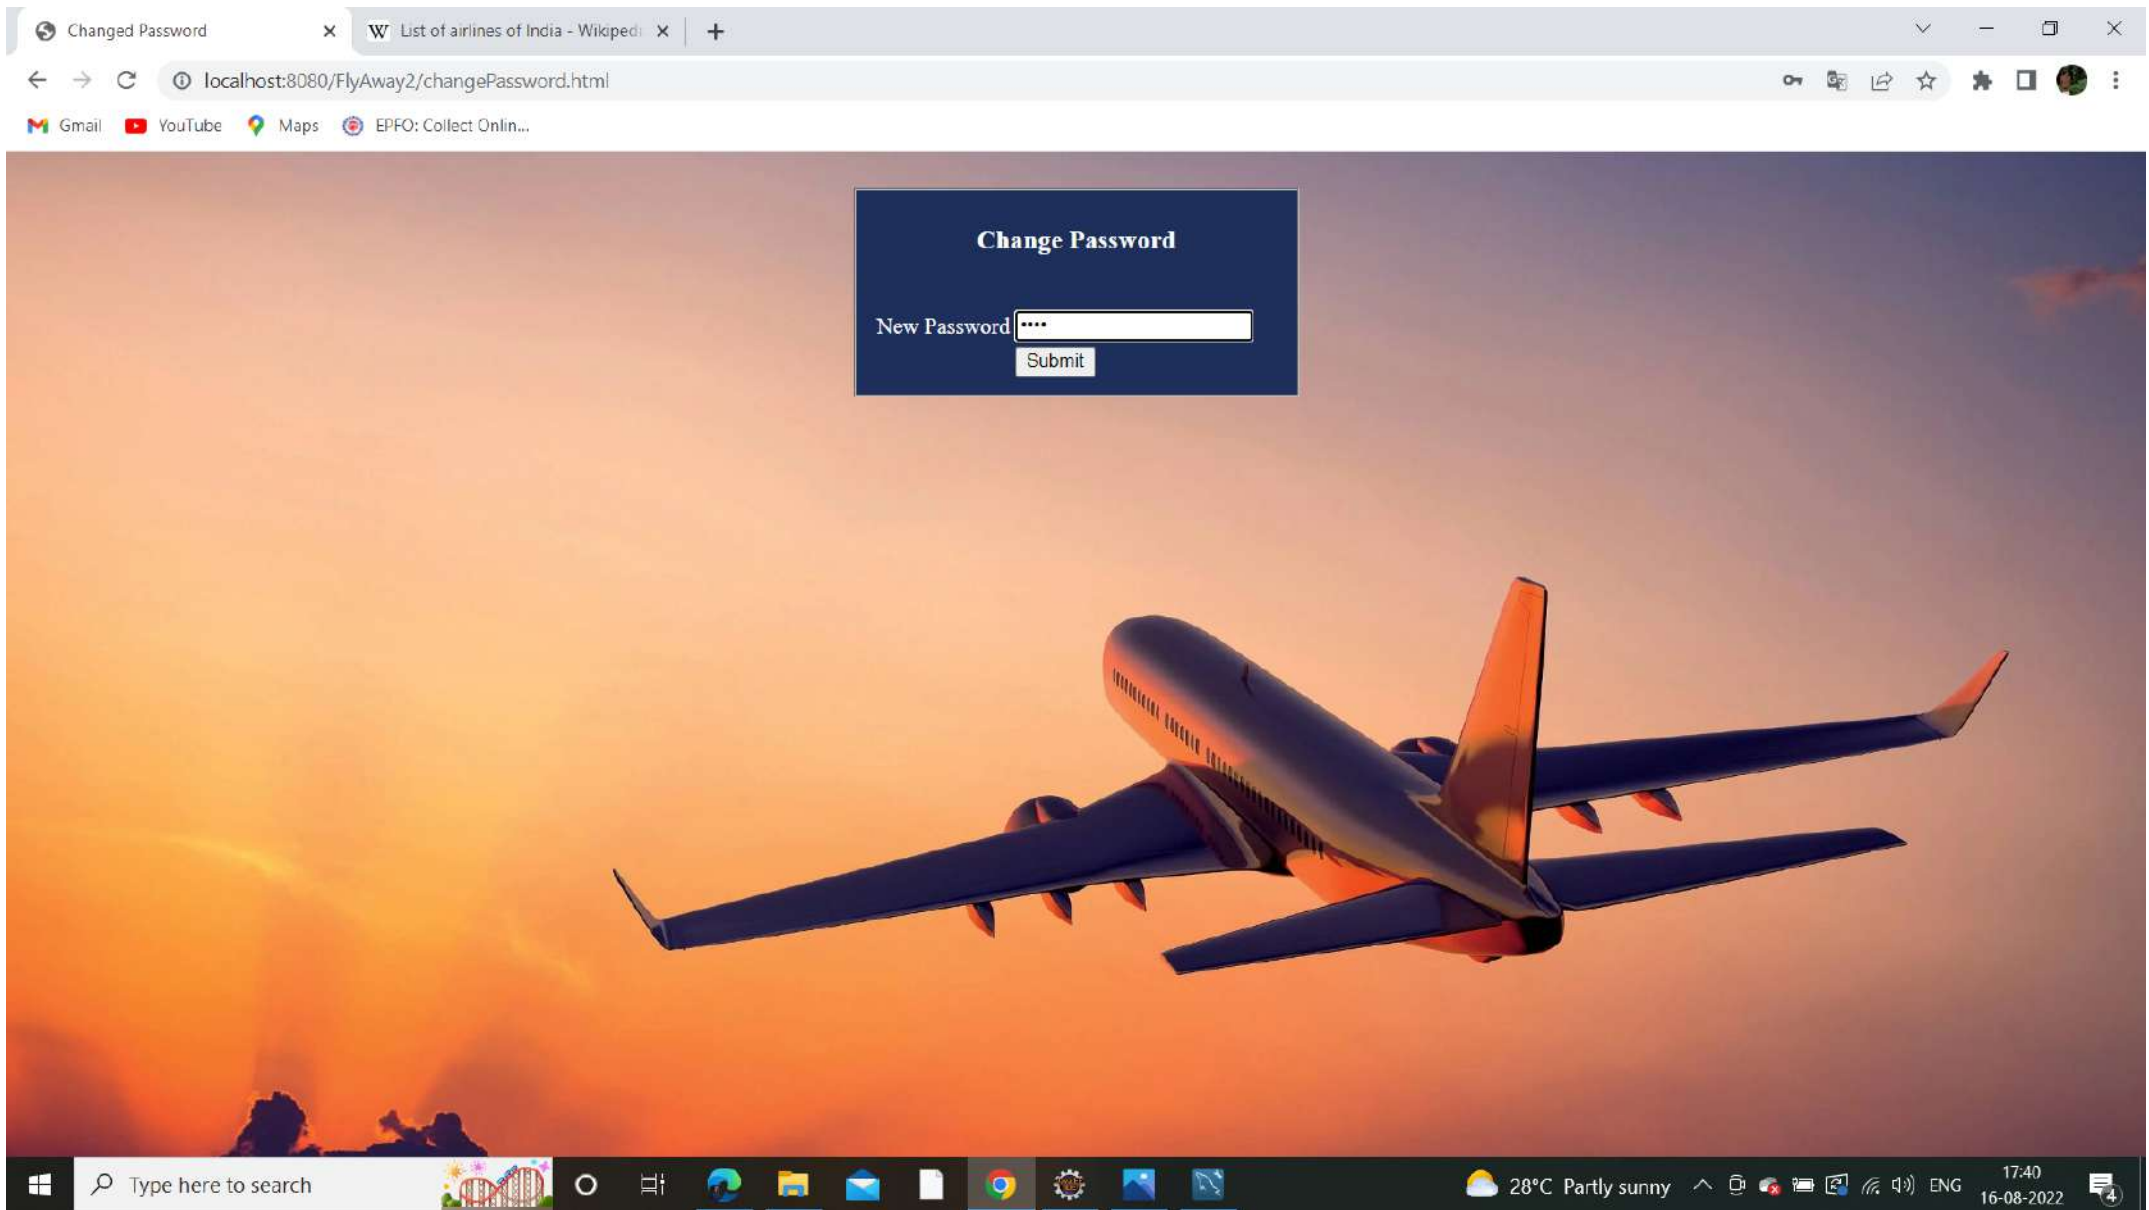 Changed Password
W List of airlines of India - Wikiped
localhost:8080/FlyAway2/changePassword.html
Gmail YouTube Maps EPFO: Collect Onlin...
Change Password
New Password ••••
Submit
Type here to search
28°C Partly sunny ENG 17:40
16-08-2022
4